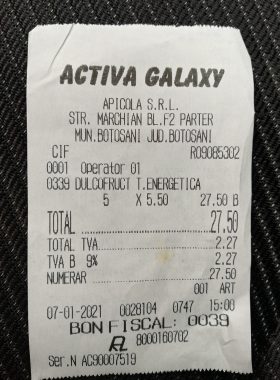 ACTIVA GALAXY
APICOLA S.R.L.
STR. MARCHIAN BL.F2 PARTER
MUN.BOTOSANI JUD.BOTOSANI
CIF RO9085302
0001 Operator 01
0339 DULCOFRUCT T.ENERGETICA
5 X 5.50 27.50 B
TOTAL 27.50
TOTAL TVA 2.27
TVA B 9% 2.27
NUMERAR 27.50
001 ART
07-01-2021 0028104 0747 15:00
BON FISCAL: 0039
8000160702
Ser.N AC90007519